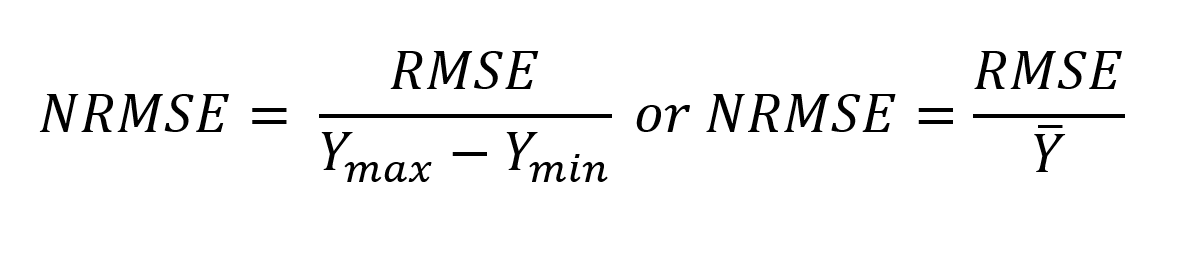 NRMSE = RMSE / (Y_max − Y_min) or NRMSE = RMSE / Ȳ